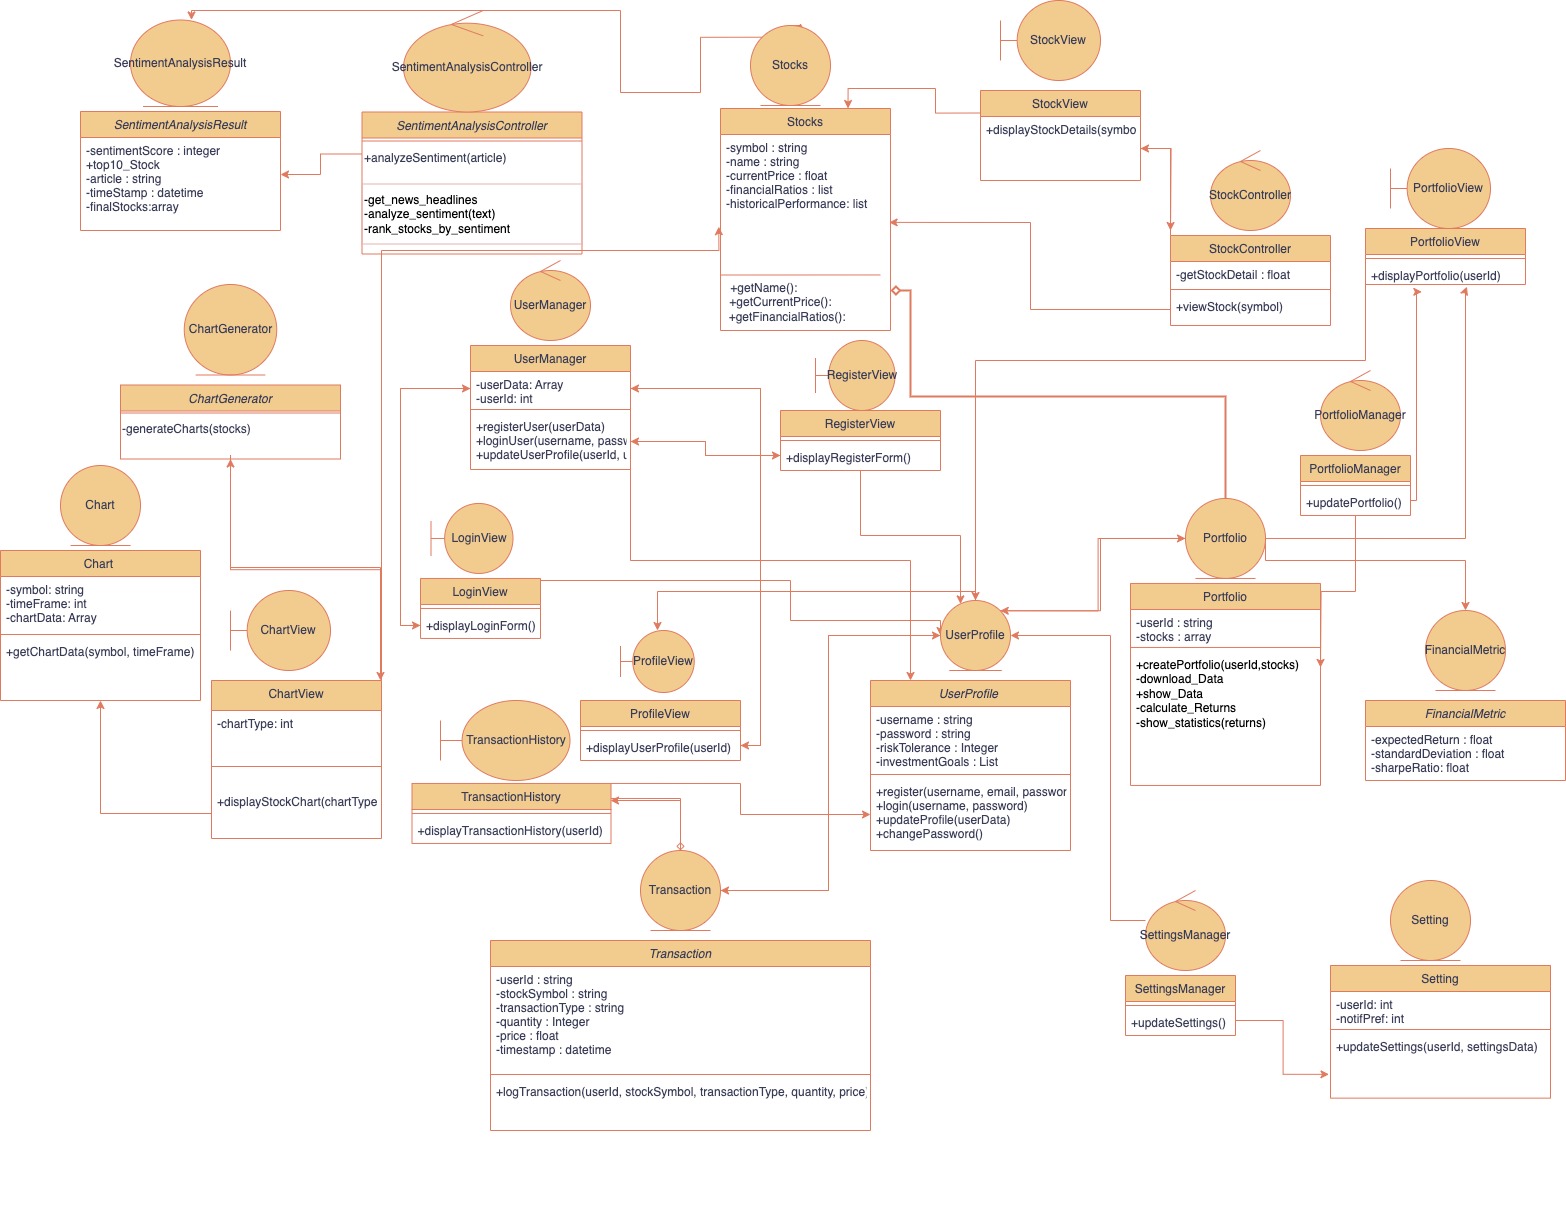 SentimentAnalysisResult
SentimentAnalysisResult
-sentimentScore : integer
+top10_Stock
-article : string
-timeStamp : datetime
-finalStocks:array
SentimentAnalysisController
SentimentAnalysisController
+analyzeSentiment(article)
-get_news_headlines
-analyze_sentiment(text)
-rank_stocks_by_sentiment
Stocks
Stocks
-symbol : string
-name : string
-currentPrice : float
-financialRatios : list
-historicalPerformance: list
+getName():
+getCurrentPrice():
+getFinancialRatios():
StockView
StockView
+displayStockDetails(symbo
StockController
StockController
-getStockDetail : float
+viewStock(symbol)
PortfolioView
PortfolioView
+displayPortfolio(userId)
ChartGenerator
ChartGenerator
-generateCharts(stocks)
UserManager
UserManager
-userData: Array
-userId: int
+registerUser(userData)
+loginUser(username, passw
+updateUserProfile(userId, u
RegisterView
RegisterView
+displayRegisterForm()
PortfolioManager
PortfolioManager
+updatePortfolio()
Chart
Chart
-symbol: string
-timeFrame: int
-chartData: Array
+getChartData(symbol, timeFrame)
ChartView
ChartView
-chartType: int
+displayStockChart(chartType
LoginView
LoginView
+displayLoginForm()
ProfileView
ProfileView
+displayUserProfile(userId)
UserProfile
UserProfile
-username : string
-password : string
-riskTolerance : Integer
-investmentGoals : List
+register(username, email, passwor
+login(username, password)
+updateProfile(userData)
+changePassword()
Portfolio
Portfolio
-userId : string
-stocks : array
+createPortfolio(userId,stocks)
-download_Data
+show_Data
-calculate_Returns
-show_statistics(returns)
FinancialMetric
FinancialMetric
-expectedReturn : float
-standardDeviation : float
-sharpeRatio: float
TransactionHistory
TransactionHistory
+displayTransactionHistory(userId)
Transaction
Transaction
-userId : string
-stockSymbol : string
-transactionType : string
-quantity : Integer
-price : float
-timestamp : datetime
+logTransaction(userId, stockSymbol, transactionType, quantity, price
SettingsManager
SettingsManager
+updateSettings()
Setting
Setting
-userId: int
-notifPref: int
+updateSettings(userId, settingsData)